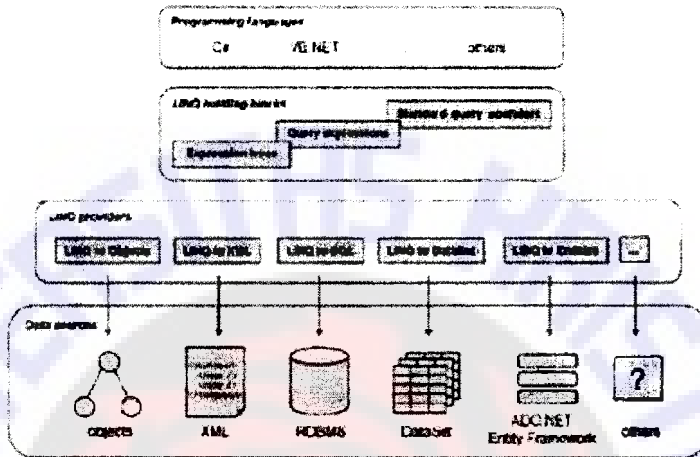 Programming languages
C# VB.NET others
LINQ building blocks
Standard query operators
Query expressions
Expression trees
LINQ providers
LINQ to Objects LINQ to XML LINQ to SQL LINQ to DataSet LINQ to Entities ...
Data sources
?
objects XML RDBMS DataSet ADO.NET others
Entity Framework